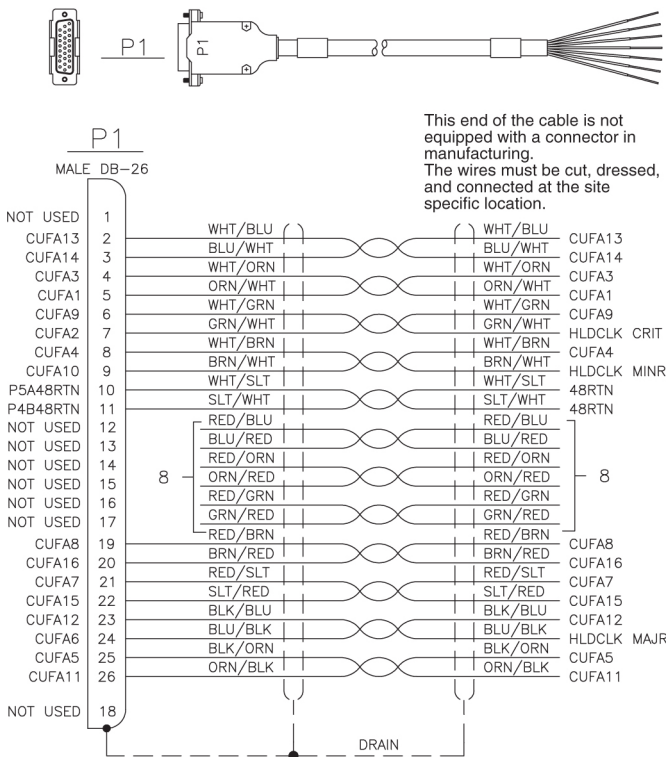 P1
P1
This end of the cable is not
equipped with a connector in
manufacturing.
The wires must be cut, dressed,
and connected at the site
specific location.
P1
MALE DB-26
NOT USED 1
WHT/BLU WHT/BLU
CUFA13 2 CUFA13
BLU/WHT BLU/WHT
CUFA14 3 CUFA14
WHT/ORN WHT/ORN
CUFA3 4 CUFA3
ORN/WHT ORN/WHT
CUFA1 5 CUFA1
WHT/GRN WHT/GRN
CUFA9 6 CUFA9
GRN/WHT GRN/WHT
CUFA2 7 HLDCLK CRIT
WHT/BRN WHT/BRN
CUFA4 8 CUFA4
BRN/WHT BRN/WHT
CUFA10 9 HLDCLK MINR
WHT/SLT WHT/SLT
P5A48RTN 10 48RTN
SLT/WHT SLT/WHT
P4B48RTN 11 48RTN
RED/BLU RED/BLU
NOT USED 12
BLU/RED BLU/RED
NOT USED 13
RED/ORN RED/ORN
NOT USED 14
8 ORN/RED ORN/RED 8
NOT USED 15
RED/GRN RED/GRN
NOT USED 16
GRN/RED GRN/RED
NOT USED 17
RED/BRN RED/BRN
CUFA8 19 CUFA8
BRN/RED BRN/RED
CUFA16 20 CUFA16
RED/SLT RED/SLT
CUFA7 21 CUFA7
SLT/RED SLT/RED
CUFA15 22 CUFA15
BLK/BLU BLK/BLU
CUFA12 23 CUFA12
BLU/BLK BLU/BLK
CUFA6 24 HLDCLK MAJR
BLK/ORN BLK/ORN
CUFA5 25 CUFA5
ORN/BLK ORN/BLK
CUFA11 26 CUFA11
NOT USED 18
DRAIN